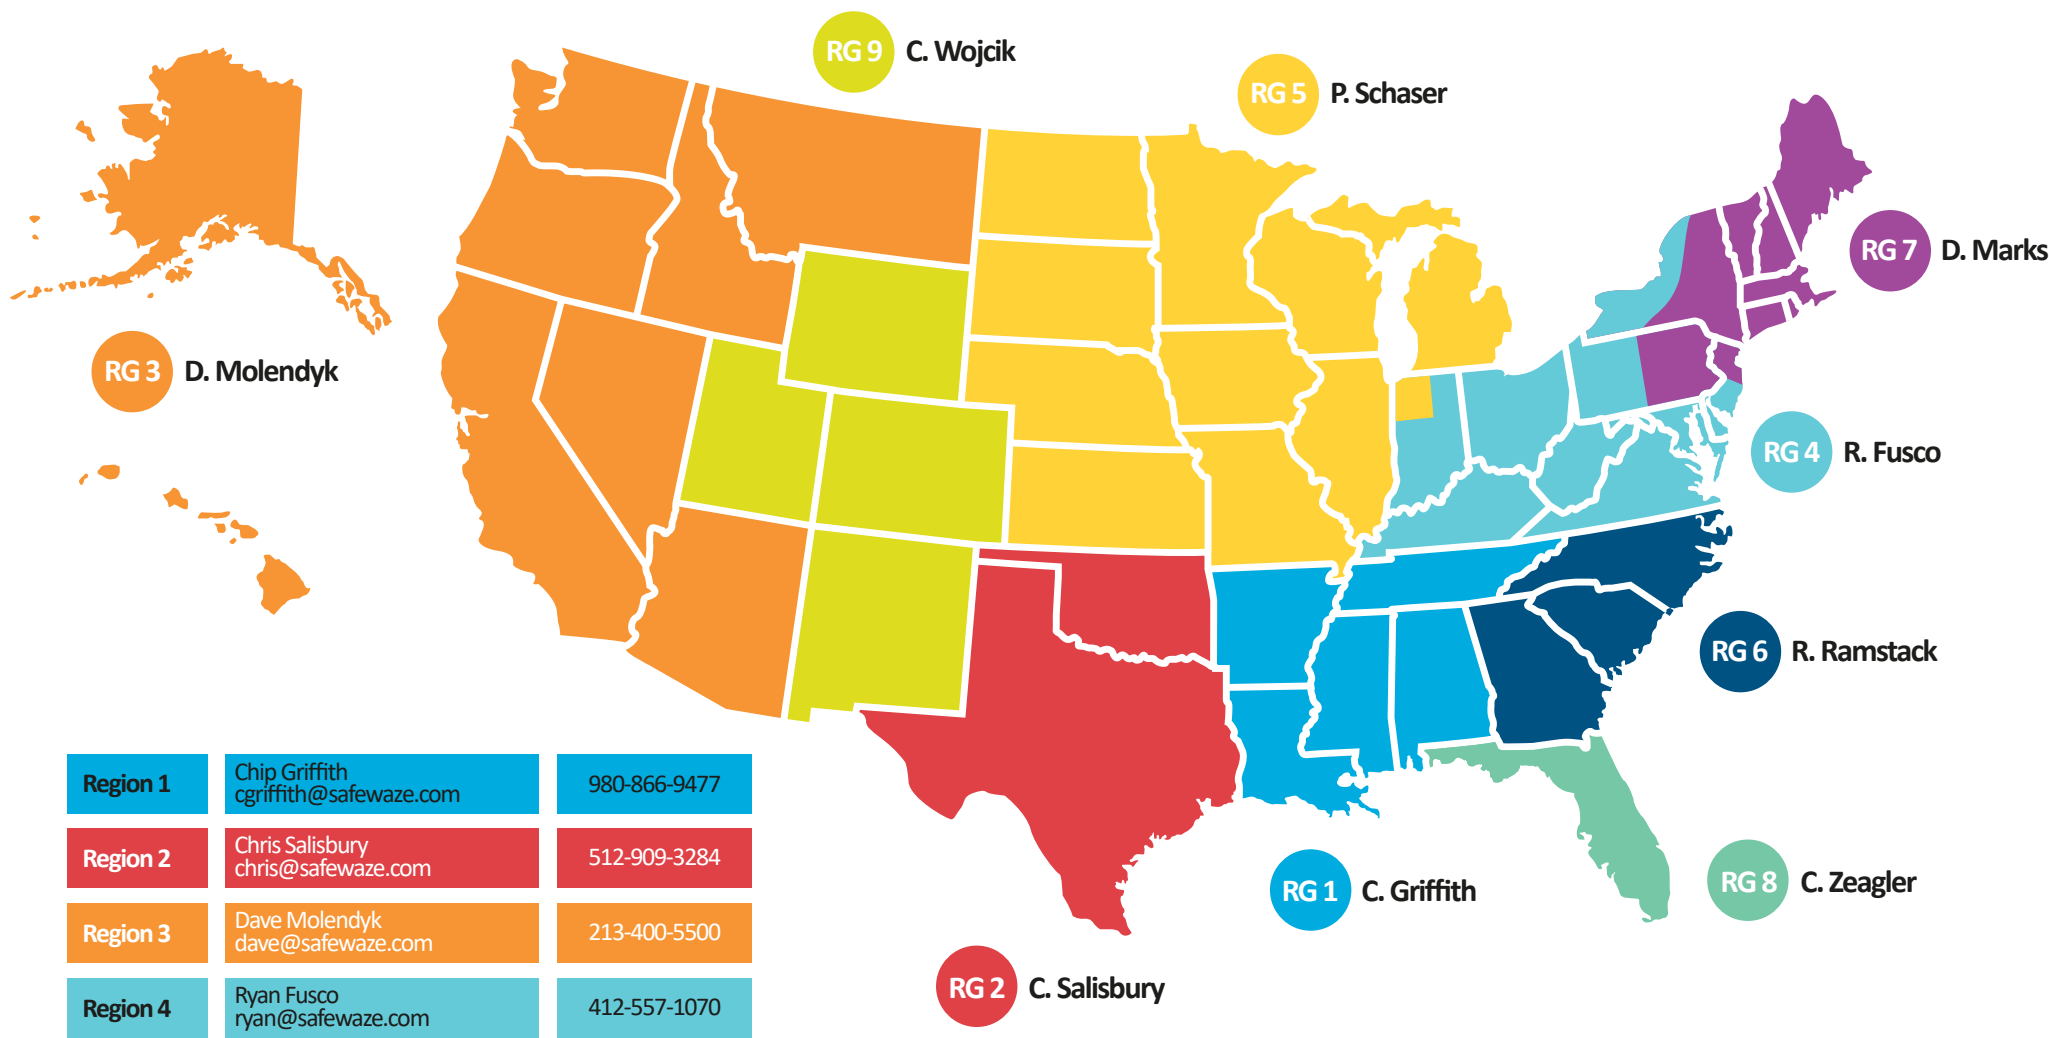 RG 9 C. Wojcik
RG 5 P. Schaser
RG 7 D. Marks
RG 3 D. Molendyk
RG 4 R. Fusco
RG 6 R. Ramstack
RG 8 C. Zeagler
RG 1 C. Griffith
RG 2 C. Salisbury
Region 1
Chip Griffith
cgriffith@safewaze.com
980-866-9477
Region 2
Chris Salisbury
chris@safewaze.com
512-909-3284
Region 3
Dave Molendyk
dave@safewaze.com
213-400-5500
Region 4
Ryan Fusco
ryan@safewaze.com
412-557-1070